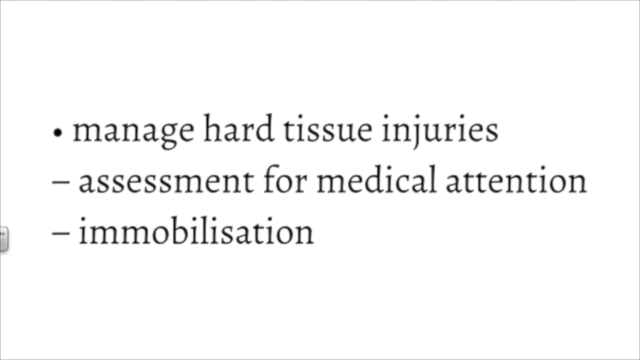 • manage hard tissue injuries
– assessment for medical attention
– immobilisation